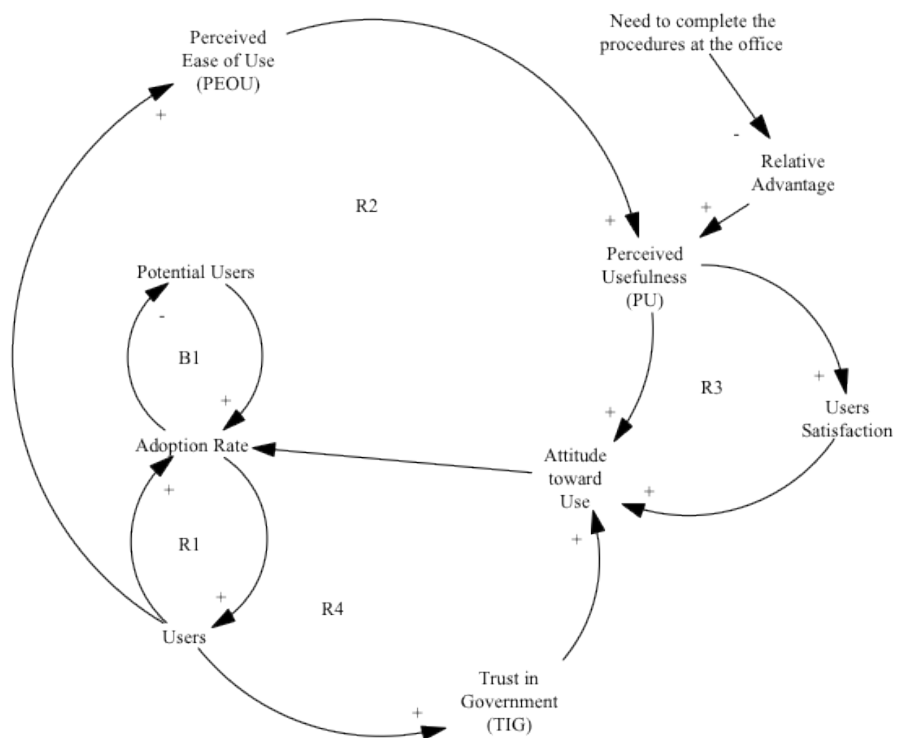 Need to complete the
procedures at the office
Perceived
Ease of Use
(PEOU)
+
-
Relative
Advantage
+
R2
+
Perceived
Usefulness
(PU)
Potential Users
-
B1
+
R3
+
Users
Satisfaction
+
Adoption Rate
Attitude
toward
Use
+
+
+
R1
+
R4
Users
Trust in
Government
(TIG)
+